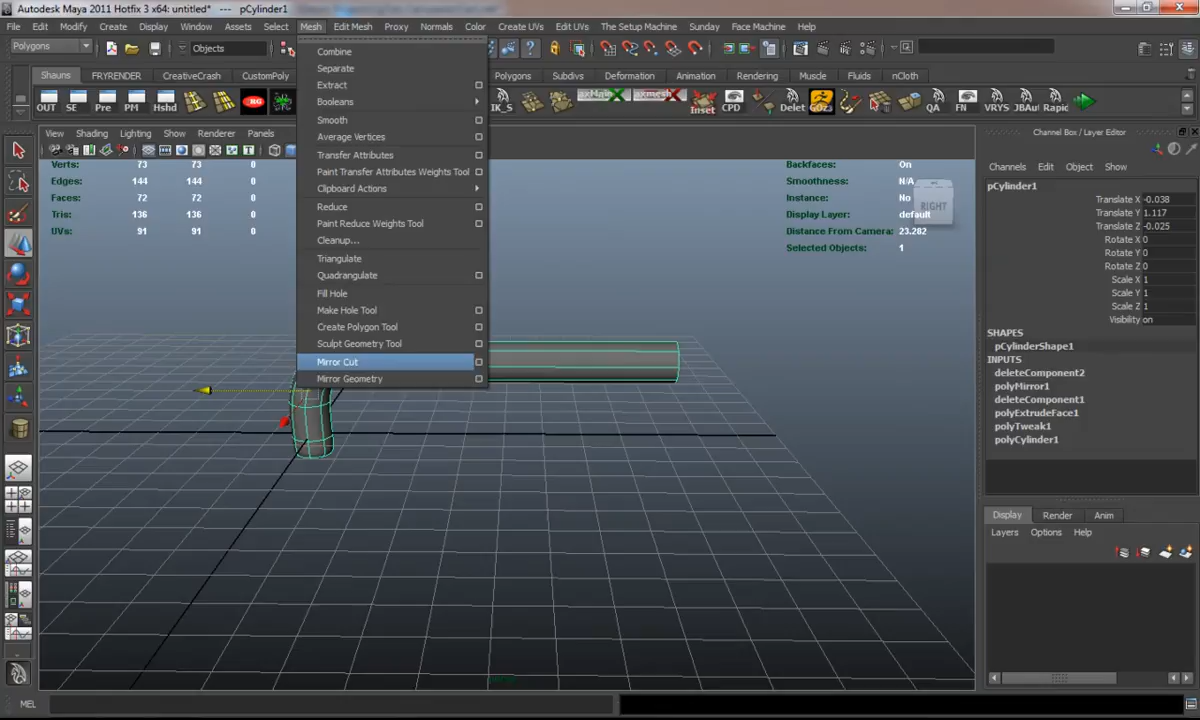 Autodesk Maya 2011 Hotfix 3 x64: untitled* --- pCylinder1
File Edit Modify Create Display Window Assets Select Mesh Edit Mesh Proxy Normals Color Create UVs Edit UVs The Setup Machine Sunday Face Machine Help
Polygons Objects
Shauns FRYRENDER CreativeCrash CustomPoly Polygons Subdivs Deformation Animation Rendering Muscle Fluids nCloth
OUT SE Pre PM Hshd IK_S Inset CPD Delet GOz3 QA FN VRYS JBAut Rapic
View Shading Lighting Show Renderer Panels
Combine
Separate
Extract
Booleans
Smooth
Average Vertices
Transfer Attributes
Paint Transfer Attributes Weights Tool
Clipboard Actions
Reduce
Paint Reduce Weights Tool
Cleanup...
Triangulate
Quadrangulate
Fill Hole
Make Hole Tool
Create Polygon Tool
Sculpt Geometry Tool
Mirror Cut
Mirror Geometry
Verts: 73 73 0
Edges: 144 144 0
Faces: 72 72 0
Tris: 136 136 0
UVs: 91 91 0
Backfaces: On
Smoothness: N/A
Instance: No
Display Layer: default
Distance From Camera: 23.282
Selected Objects: 1
RIGHT
Channel Box / Layer Editor
Channels Edit Object Show
pCylinder1
Translate X -0.038
Translate Y 1.117
Translate Z -0.025
Rotate X 0
Rotate Y 0
Rotate Z 0
Scale X 1
Scale Y 1
Scale Z 1
Visibility on
SHAPES
pCylinderShape1
INPUTS
deleteComponent2
polyMirror1
deleteComponent1
polyExtrudeFace1
polyTweak1
polyCylinder1
Display Render Anim
Layers Options Help
MEL